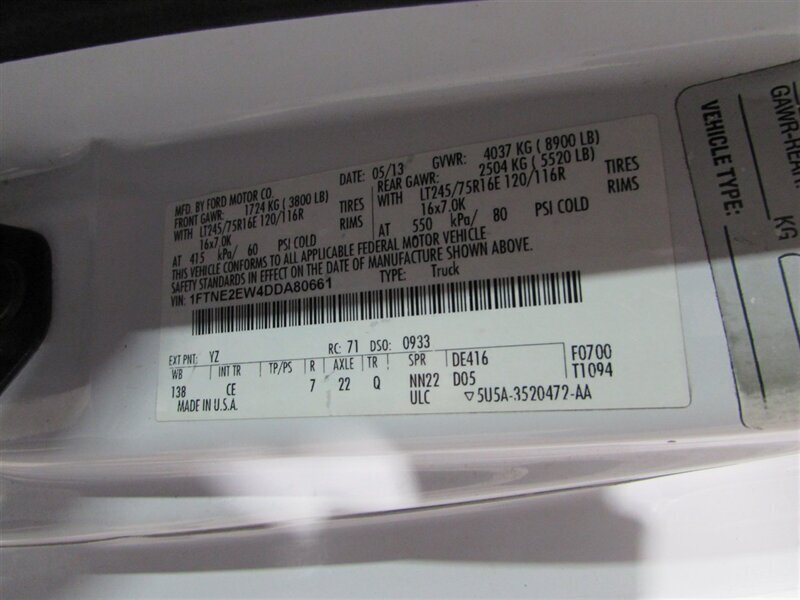 MFD. BY FORD MOTOR CO.
DATE: 05/13 GVWR: 4037 KG ( 8900 LB)
FRONT GAWR: 1724 KG ( 3800 LB) REAR GAWR: 2504 KG ( 5520 LB)
WITH LT245/75R16E 120/116R TIRES WITH LT245/75R16E 120/116R TIRES
16x7.0K RIMS 16x7.0K RIMS
AT 415 kPa/ 60 PSI COLD AT 550 kPa/ 80 PSI COLD
THIS VEHICLE CONFORMS TO ALL APPLICABLE FEDERAL MOTOR VEHICLE
SAFETY STANDARDS IN EFFECT ON THE DATE OF MANUFACTURE SHOWN ABOVE.
VIN: 1FTNE2EW4DDA80661 TYPE: Truck
EXT PNT: YZ RC: 71 DSO: 0933
WB INT TR TP/PS R AXLE TR SPR DE416 F0700
138 CE 7 22 Q NN22 D05 T1094
MADE IN U.S.A. ULC ▽5U5A-3520472-AA
VEHICLE TYPE:
GAWR-REAR:
KG